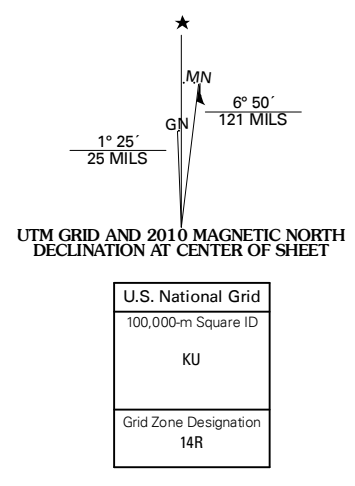 ★
MN
GN
6° 50´
121 MILS
1° 25´
25 MILS
UTM GRID AND 2010 MAGNETIC NORTH
DECLINATION AT CENTER OF SHEET
U.S. National Grid
100,000-m Square ID
KU
Grid Zone Designation
14R